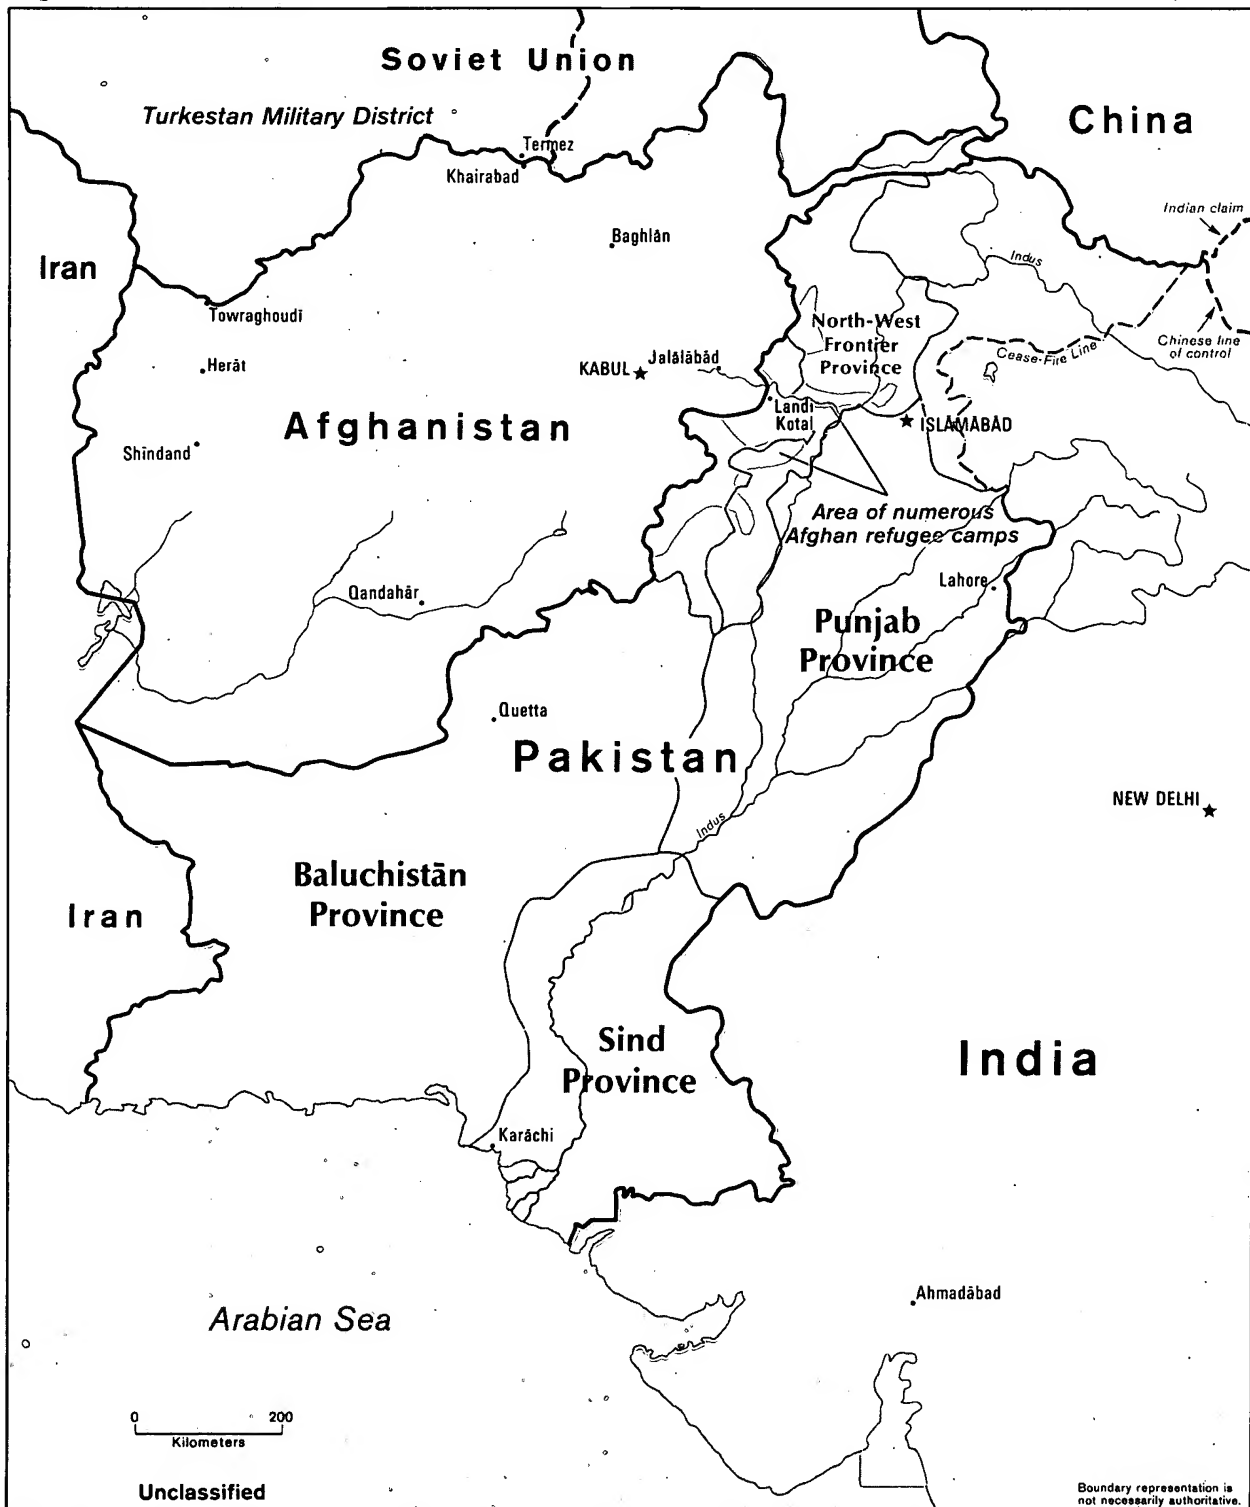 Soviet Union
Turkestan Military District
China
Termez
Khairabad
Indian claim
Baghlān
Iran
Indus
Towraghoudī
North-West
Frontier
Province
Chinese line
of control
Cease-Fire Line
Herāt
KABUL
Jalālābād
Landi
Kotal
ISLĀMĀBĀD
Afghanistan
Shīndand
Area of numerous
Afghan refugee camps
Qandahār
Lahore
Punjab
Province
Quetta
Pakistan
NEW DELHI
Indus
Baluchistān
Province
Iran
Sind
Province
India
Karāchi
Ahmadābad
Arabian Sea
0 200
Kilometers
Unclassified
Boundary representation is
not necessarily authoritative.